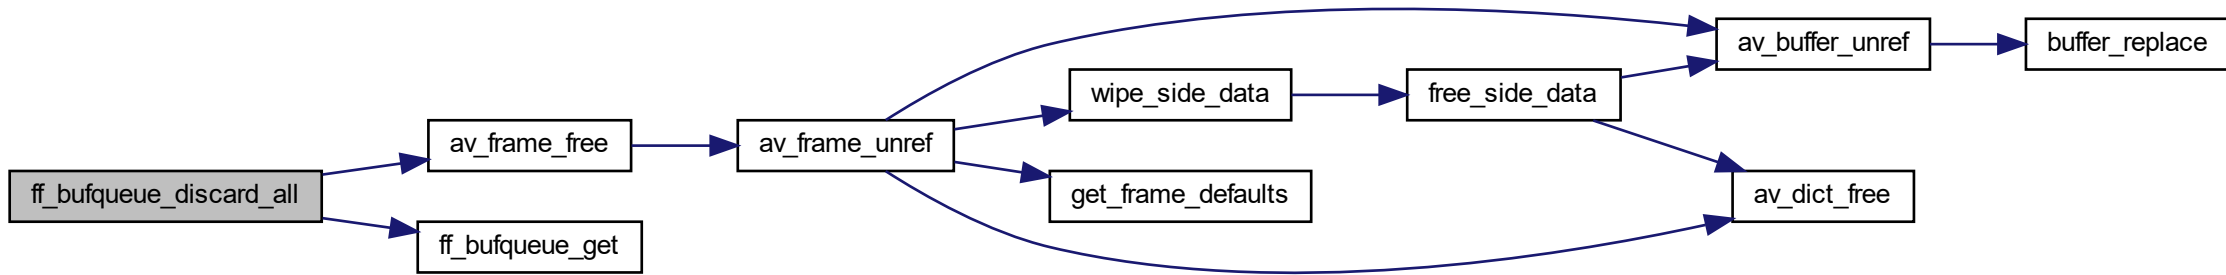 ff_bufqueue_discard_all
av_frame_free
ff_bufqueue_get
av_frame_unref
wipe_side_data
get_frame_defaults
free_side_data
av_buffer_unref
av_dict_free
buffer_replace